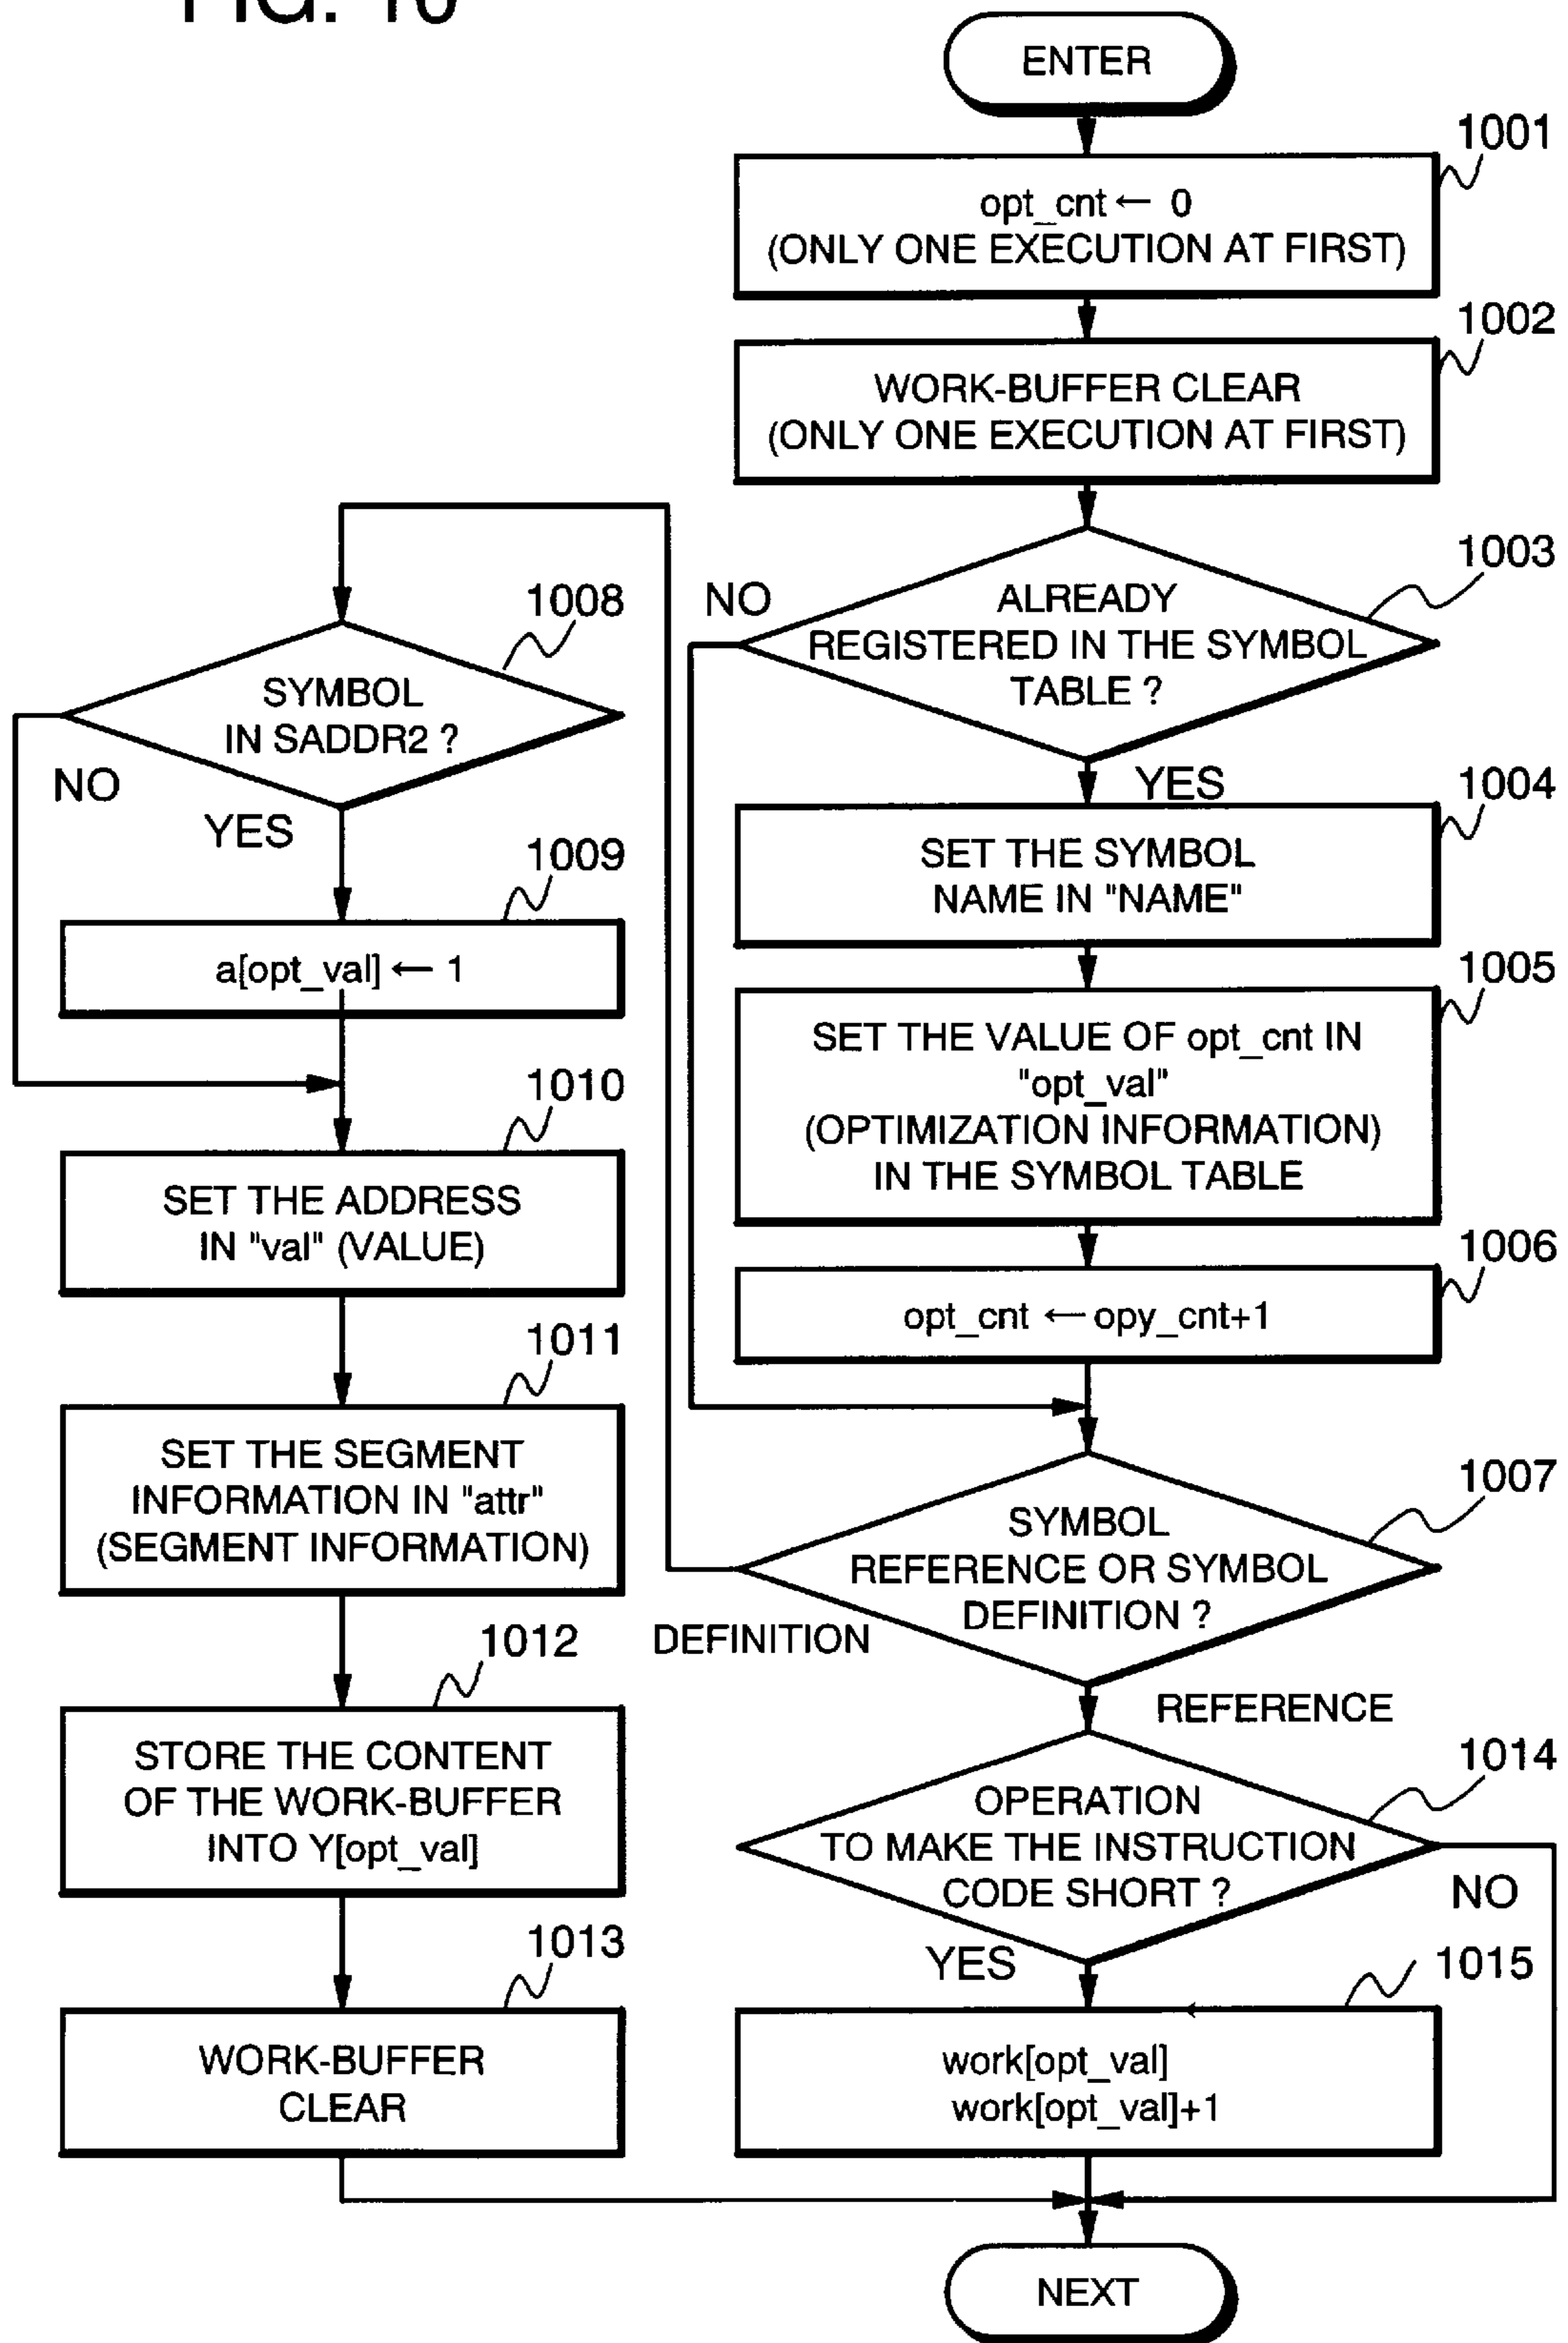 FIG. 10
ENTER
1001
opt_cnt ← 0
(ONLY ONE EXECUTION AT FIRST)
1002
WORK-BUFFER CLEAR
(ONLY ONE EXECUTION AT FIRST)
1003
NO
ALREADY
REGISTERED IN THE SYMBOL
TABLE ?
YES
1004
SET THE SYMBOL
NAME IN "NAME"
1005
SET THE VALUE OF opt_cnt IN
"opt_val"
(OPTIMIZATION INFORMATION)
IN THE SYMBOL TABLE
1006
opt_cnt ← opy_cnt+1
1007
SYMBOL
REFERENCE OR SYMBOL
DEFINITION ?
DEFINITION
REFERENCE
1008
SYMBOL
IN SADDR2 ?
NO
YES
1009
a[opt_val] ← 1
1010
SET THE ADDRESS
IN "val" (VALUE)
1011
SET THE SEGMENT
INFORMATION IN "attr"
(SEGMENT INFORMATION)
1012
STORE THE CONTENT
OF THE WORK-BUFFER
INTO Y[opt_val]
1013
WORK-BUFFER
CLEAR
1014
OPERATION
TO MAKE THE INSTRUCTION
CODE SHORT ?
NO
YES
1015
work[opt_val]
work[opt_val]+1
NEXT